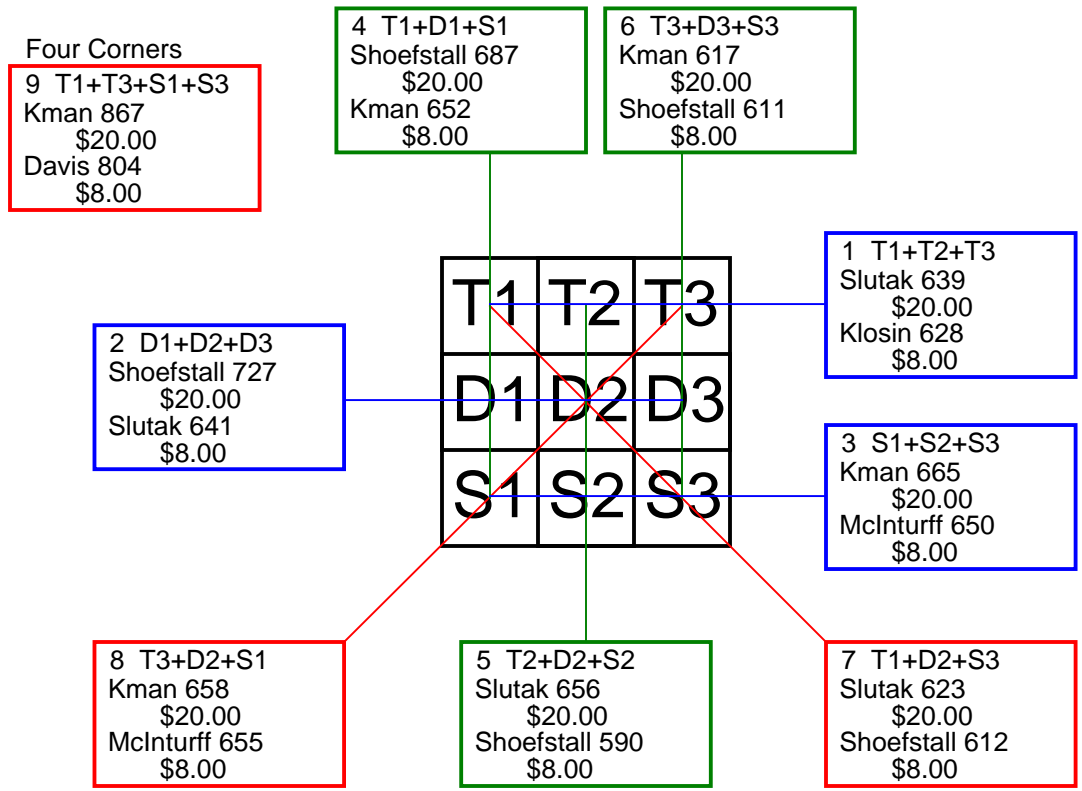 Four Corners
9 T1+T3+S1+S3
Kman 867
$20.00
Davis 804
$8.00
4 T1+D1+S1
Shoefstall 687
$20.00
Kman 652
$8.00
6 T3+D3+S3
Kman 617
$20.00
Shoefstall 611
$8.00
1 T1+T2+T3
Slutak 639
$20.00
Klosin 628
$8.00
T1 T2 T3
D1 D2 D3
S1 S2 S3
2 D1+D2+D3
Shoefstall 727
$20.00
Slutak 641
$8.00
3 S1+S2+S3
Kman 665
$20.00
McInturff 650
$8.00
8 T3+D2+S1
Kman 658
$20.00
McInturff 655
$8.00
5 T2+D2+S2
Slutak 656
$20.00
Shoefstall 590
$8.00
7 T1+D2+S3
Slutak 623
$20.00
Shoefstall 612
$8.00